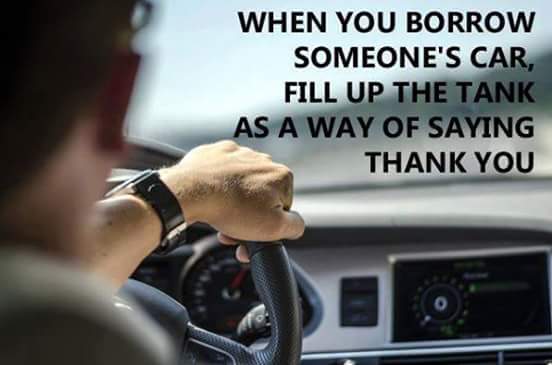 WHEN YOU BORROW
SOMEONE'S CAR,
FILL UP THE TANK
AS A WAY OF SAYING
THANK YOU